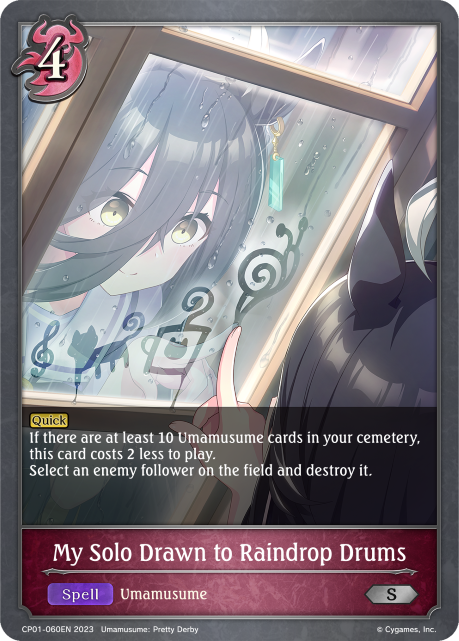 4
Quick
If there are at least 10 Umamusume cards in your cemetery,
this card costs 2 less to play.
Select an enemy follower on the field and destroy it.
My Solo Drawn to Raindrop Drums
Spell Umamusume S
CP01-060EN 2023 Umamusume: Pretty Derby © Cygames, Inc.